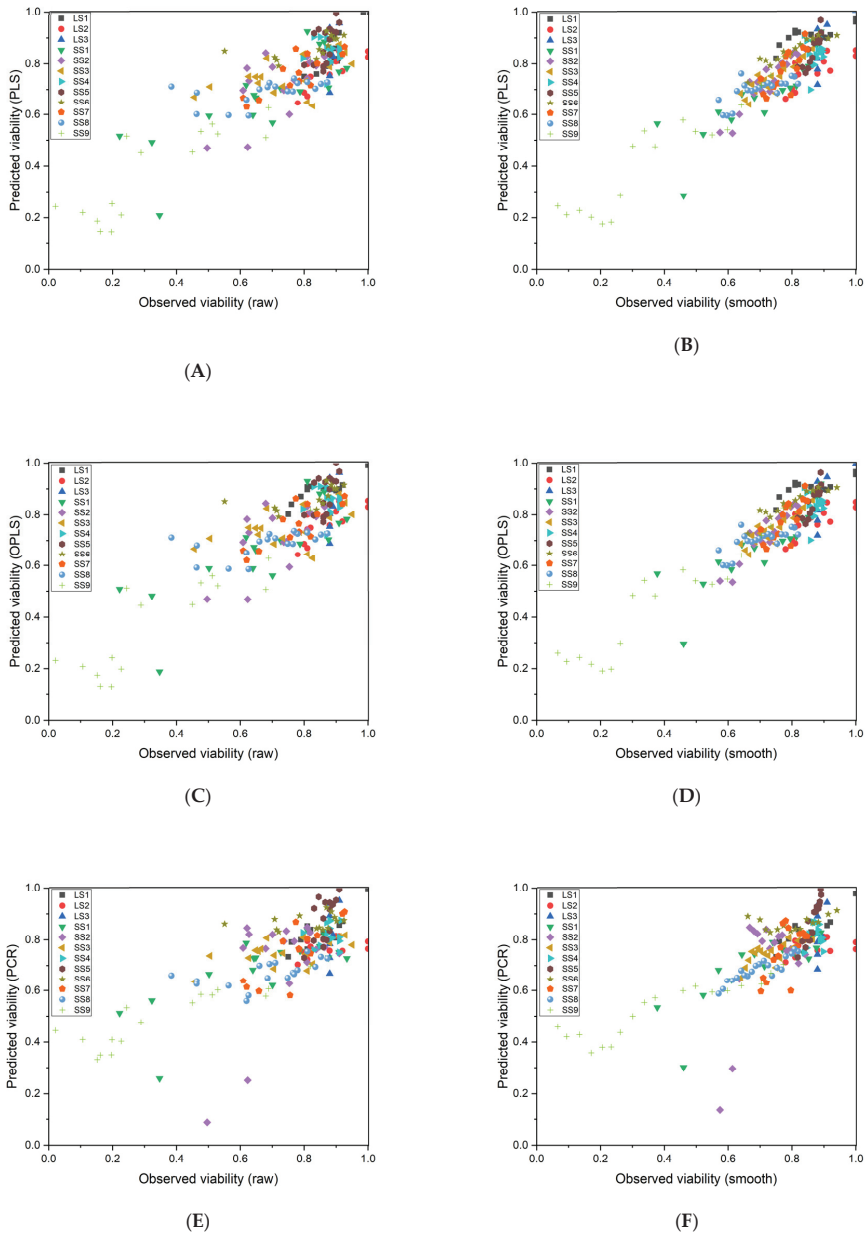 Predicted viability (PLS)
1.0
0.8
0.6
0.4
0.2
0.0
LS1
LS2
LS3
SS1
SG2
SS3
SS4
SS5
SS6
SS7
SS8
SS9
0.0 0.2 0.4 0.6 0.8 1.0
Observed viability (raw)
(A)
Predicted viability (PLS)
1.0
0.8
0.6
0.4
0.2
0.0
LS1
LS2
LS3
SS1
SS2
SS3
SS4
SS5
SS6
SS7
SS8
SS9
0.0 0.2 0.4 0.6 0.8 1.0
Observed viability (smooth)
(B)
Predicted viability (OPLS)
1.0
0.8
0.6
0.4
0.2
0.0
LS1
LS2
LS3
SS1
SS2
SS3
SS4
SS5
SS6
SS7
SS8
SS9
0.0 0.2 0.4 0.6 0.8 1.0
Observed viability (raw)
(C)
Predicted viability (OPLS)
1.0
0.8
0.6
0.4
0.2
0.0
LS1
LS2
LS3
SS1
SG2
SS3
SS4
SS5
SS6
SS7
SS8
SS9
0.0 0.2 0.4 0.6 0.8 1.0
Observed viability (smooth)
(D)
Predicted viability (PCR)
1.0
0.8
0.6
0.4
0.2
0.0
LS1
LS2
LS3
SS1
SS2
SS3
SS4
SS5
SS6
SS7
SS8
SS9
0.0 0.2 0.4 0.6 0.8 1.0
Observed viability (raw)
(E)
Predicted viability (PCR)
1.0
0.8
0.6
0.4
0.2
0.0
LS1
LS2
LS3
SS1
SS2
SS3
SS4
SS5
SS6
SS7
SS8
SS9
0.0 0.2 0.4 0.6 0.8 1.0
Observed viability (smooth)
(F)